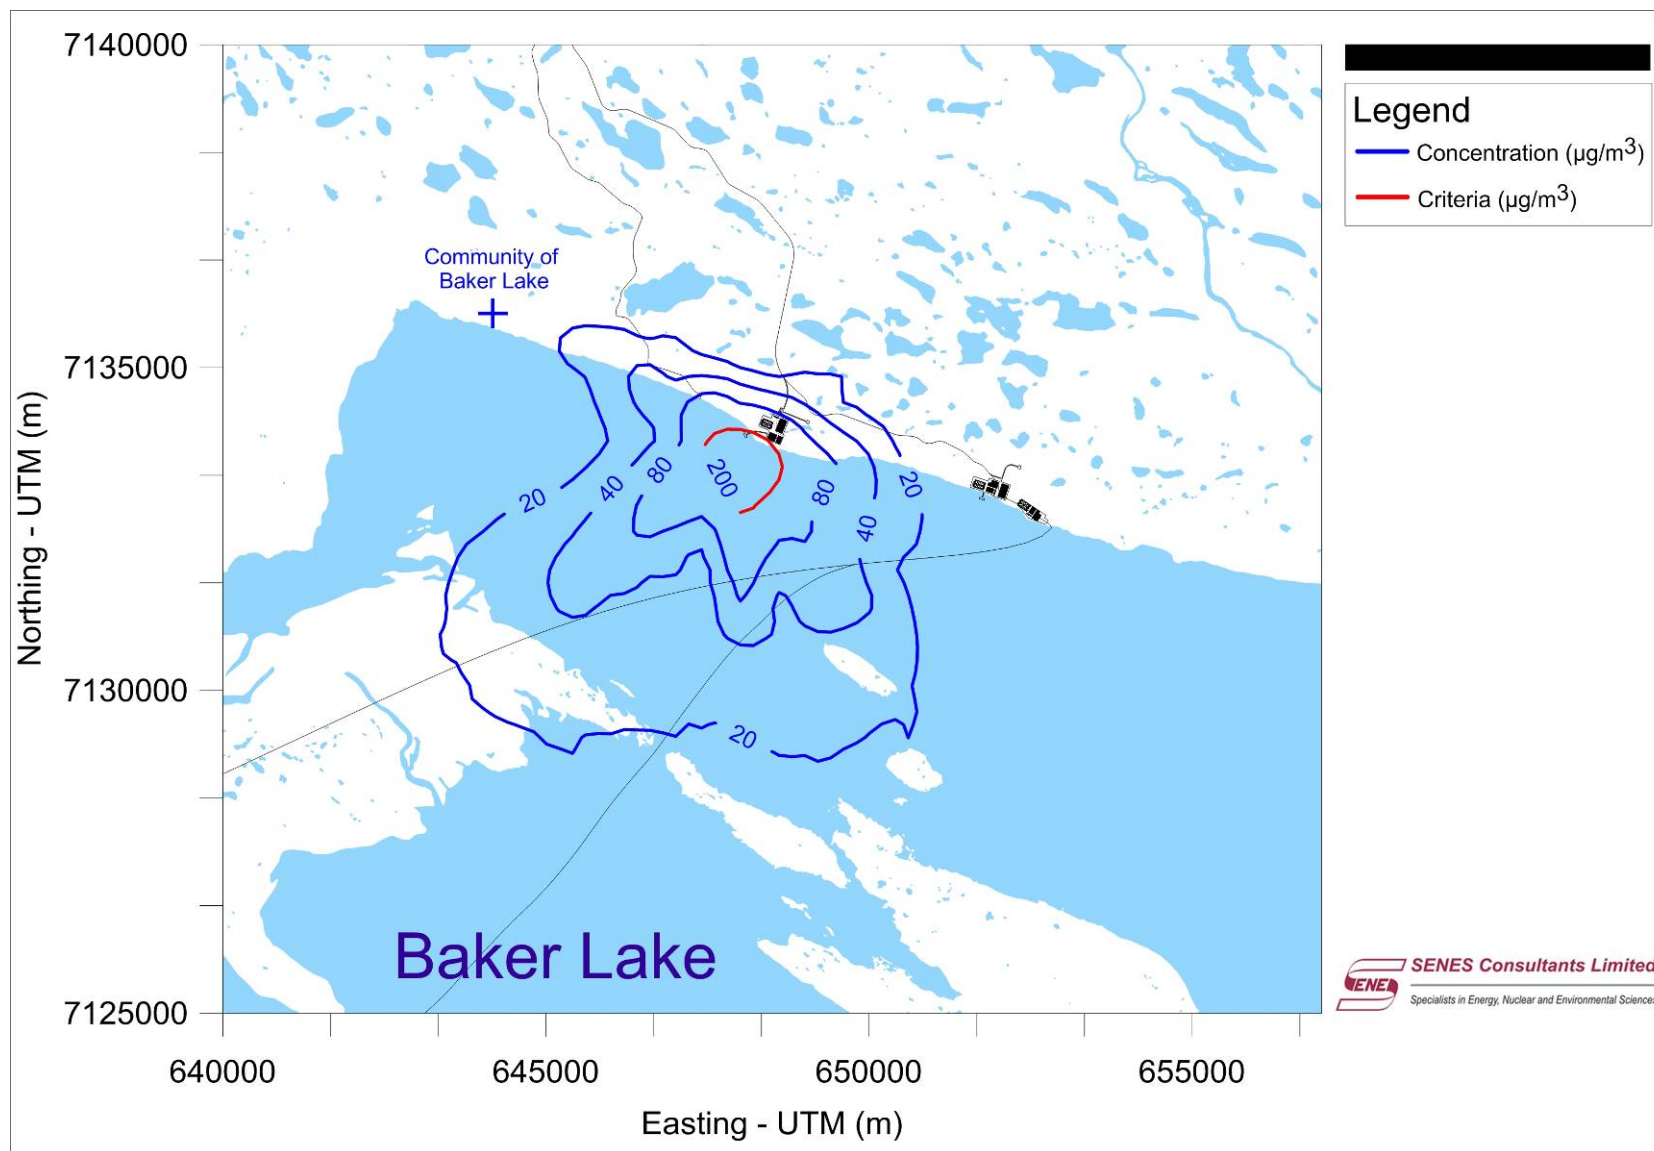 7140000
7135000
7130000
7125000
Northing - UTM (m)
640000
645000
650000
655000
Easting - UTM (m)
Community of
Baker Lake
20
40
80
200
80
40
20
20
Baker Lake
Legend
Concentration (µg/m³)
Criteria (µg/m³)
SENES
SENES Consultants Limited
Specialists in Energy, Nuclear and Environmental Sciences